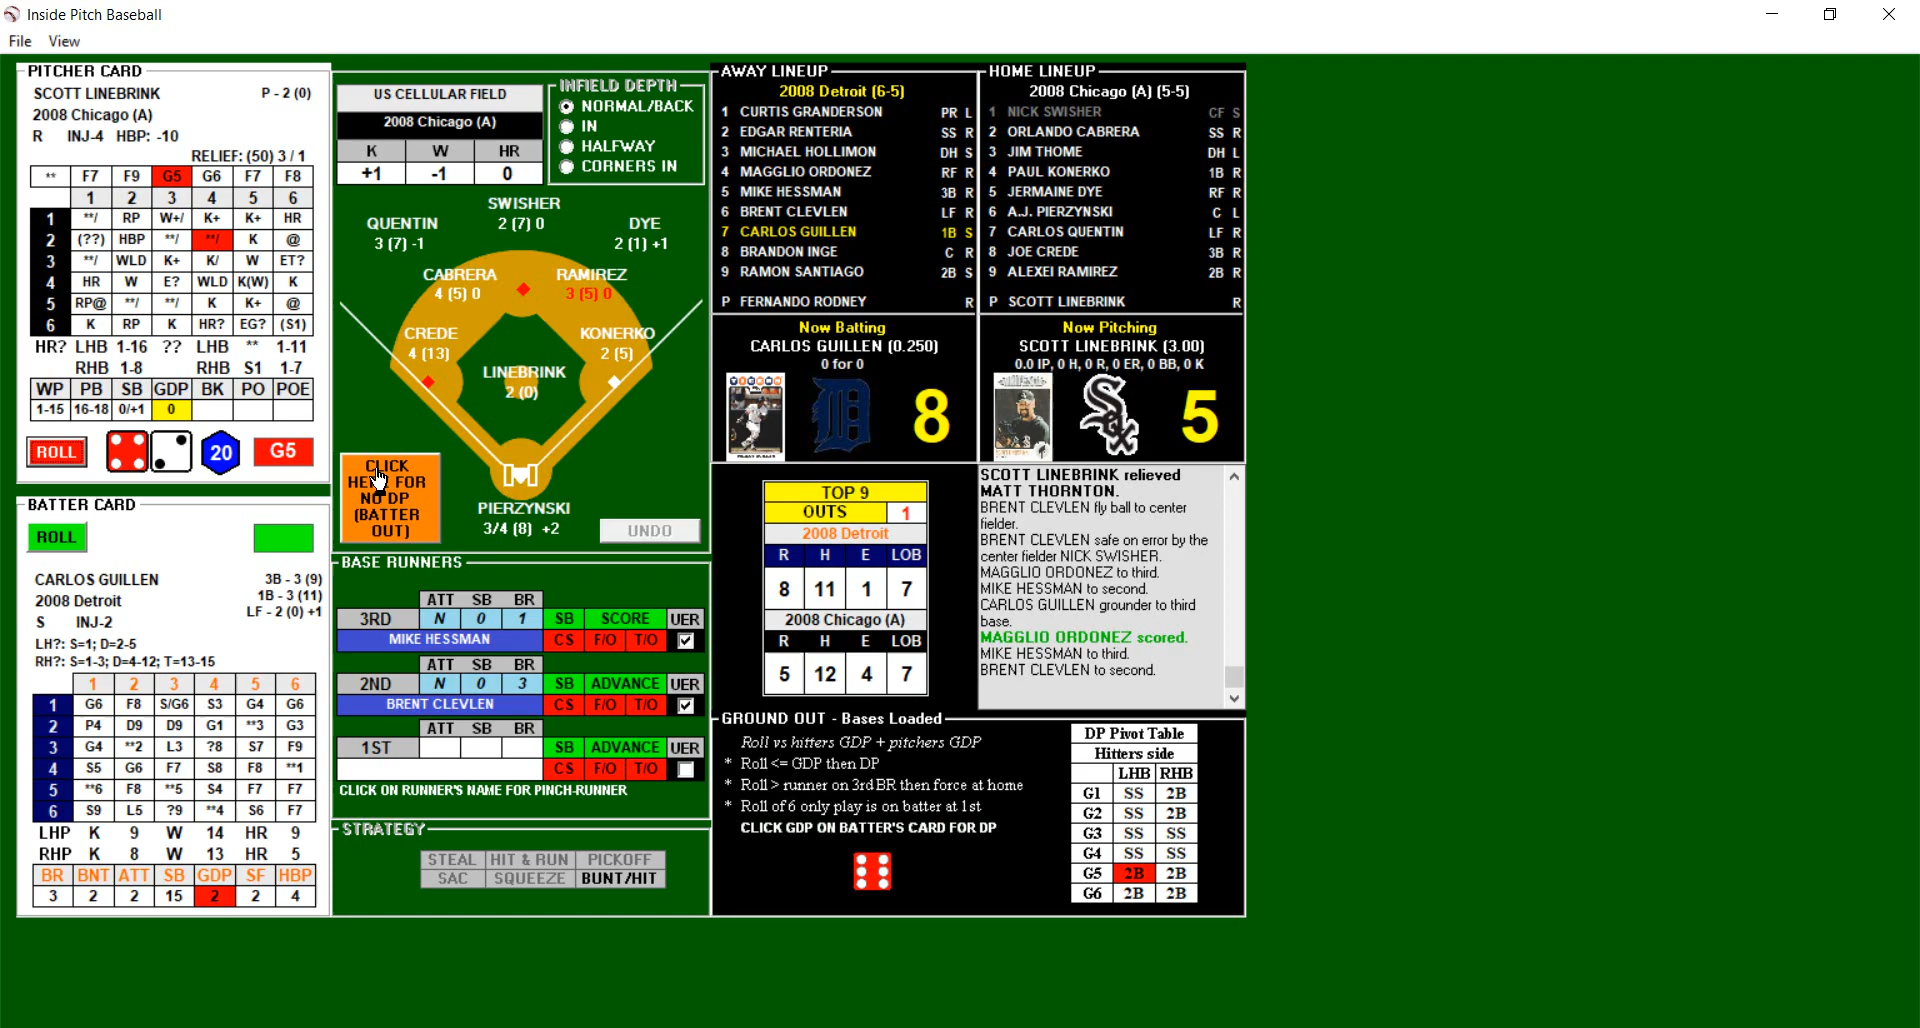 Inside Pitch Baseball
File View
PITCHER CARD
SCOTT LINEBRINK P - 2 (0)
2008 Chicago (A)
R INJ-4 HBP: -10
RELIEF: (50) 3 / 1
** F7 F9 G5 G6 F7 F8
1 2 3 4 5 6
1 **/ RP W+/ K+ K+ HR
2 (??) HBP **/ **/ K @
3 **/ WLD K+ K/ W ET?
4 HR W E? WLD K(W) K
5 RP@ **/ **/ K K+ @
6 K RP K HR? EG? (S1)
HR? LHB 1-16 ?? LHB ** 1-11
RHB 1-8 RHB S1 1-7
WP PB SB GDP BK PO POE
1-15 16-18 0/+1 0
ROLL 20 G5
BATTER CARD
ROLL
CARLOS GUILLEN 3B - 3 (9)
2008 Detroit 1B - 3 (11)
S INJ-2 LF - 2 (0) +1
LH?: S=1; D=2-5
RH?: S=1-3; D=4-12; T=13-15
1 2 3 4 5 6
1 G6 F8 S/G6 S3 G4 G6
2 P4 D9 D9 G1 **3 G3
3 G4 **2 L3 ?8 S7 F9
4 S5 G6 F7 S8 F8 **1
5 **6 F8 **5 S4 F7 F7
6 S9 L5 ?9 **4 S6 F7
LHP K 9 W 14 HR 9
RHP K 8 W 13 HR 5
BR BNT ATT SB GDP SF HBP
3 2 2 15 2 2 4
US CELLULAR FIELD
2008 Chicago (A)
K W HR
+1 -1 0
INFIELD DEPTH
NORMAL/BACK
IN
HALFWAY
CORNERS IN
SWISHER
2 (7) 0
QUENTIN
3 (7) -1
DYE
2 (1) +1
CABRERA
4 (5) 0
RAMIREZ
3 (5) 0
CREDE
4 (13)
KONERKO
2 (5)
LINEBRINK
2 (0)
CLICK
HERE FOR
NO DP
(BATTER
OUT)
PIERZYNSKI
3/4 (8) +2
UNDO
BASE RUNNERS
ATT SB BR
3RD N 0 1 SB SCORE UER
MIKE HESSMAN CS F/O T/O
ATT SB BR
2ND N 0 3 SB ADVANCE UER
BRENT CLEVLEN CS F/O T/O
ATT SB BR
1ST SB ADVANCE UER
CS F/O T/O
CLICK ON RUNNER'S NAME FOR PINCH-RUNNER
STRATEGY
STEAL HIT & RUN PICKOFF
SAC SQUEEZE BUNT/HIT
AWAY LINEUP
2008 Detroit (6-5)
1 CURTIS GRANDERSON PR L
2 EDGAR RENTERIA SS R
3 MICHAEL HOLLIMON DH S
4 MAGGLIO ORDONEZ RF R
5 MIKE HESSMAN 3B R
6 BRENT CLEVLEN LF R
7 CARLOS GUILLEN 1B S
8 BRANDON INGE C R
9 RAMON SANTIAGO 2B S
P FERNANDO RODNEY R
HOME LINEUP
2008 Chicago (A) (5-5)
1 NICK SWISHER CF S
2 ORLANDO CABRERA SS R
3 JIM THOME DH L
4 PAUL KONERKO 1B R
5 JERMAINE DYE RF R
6 A.J. PIERZYNSKI C L
7 CARLOS QUENTIN LF R
8 JOE CREDE 3B R
9 ALEXEI RAMIREZ 2B R
P SCOTT LINEBRINK R
Now Batting
CARLOS GUILLEN (0.250)
0 for 0
8
Now Pitching
SCOTT LINEBRINK (3.00)
0.0 IP, 0 H, 0 R, 0 ER, 0 BB, 0 K
5
TOP 9
OUTS 1
2008 Detroit
R H E LOB
8 11 1 7
2008 Chicago (A)
R H E LOB
5 12 4 7
SCOTT LINEBRINK relieved
MATT THORNTON.
BRENT CLEVLEN fly ball to center
fielder.
BRENT CLEVLEN safe on error by the
center fielder NICK SWISHER.
MAGGLIO ORDONEZ to third.
MIKE HESSMAN to second.
CARLOS GUILLEN grounder to third
base.
MAGGLIO ORDONEZ scored.
MIKE HESSMAN to third.
BRENT CLEVLEN to second.
GROUND OUT - Bases Loaded
Roll vs hitters GDP + pitchers GDP
* Roll <= GDP then DP
* Roll > runner on 3rd BR then force at home
* Roll of 6 only play is on batter at 1st
CLICK GDP ON BATTER'S CARD FOR DP
DP Pivot Table
Hitters side
LHB RHB
G1 SS 2B
G2 SS 2B
G3 SS SS
G4 SS SS
G5 2B 2B
G6 2B 2B